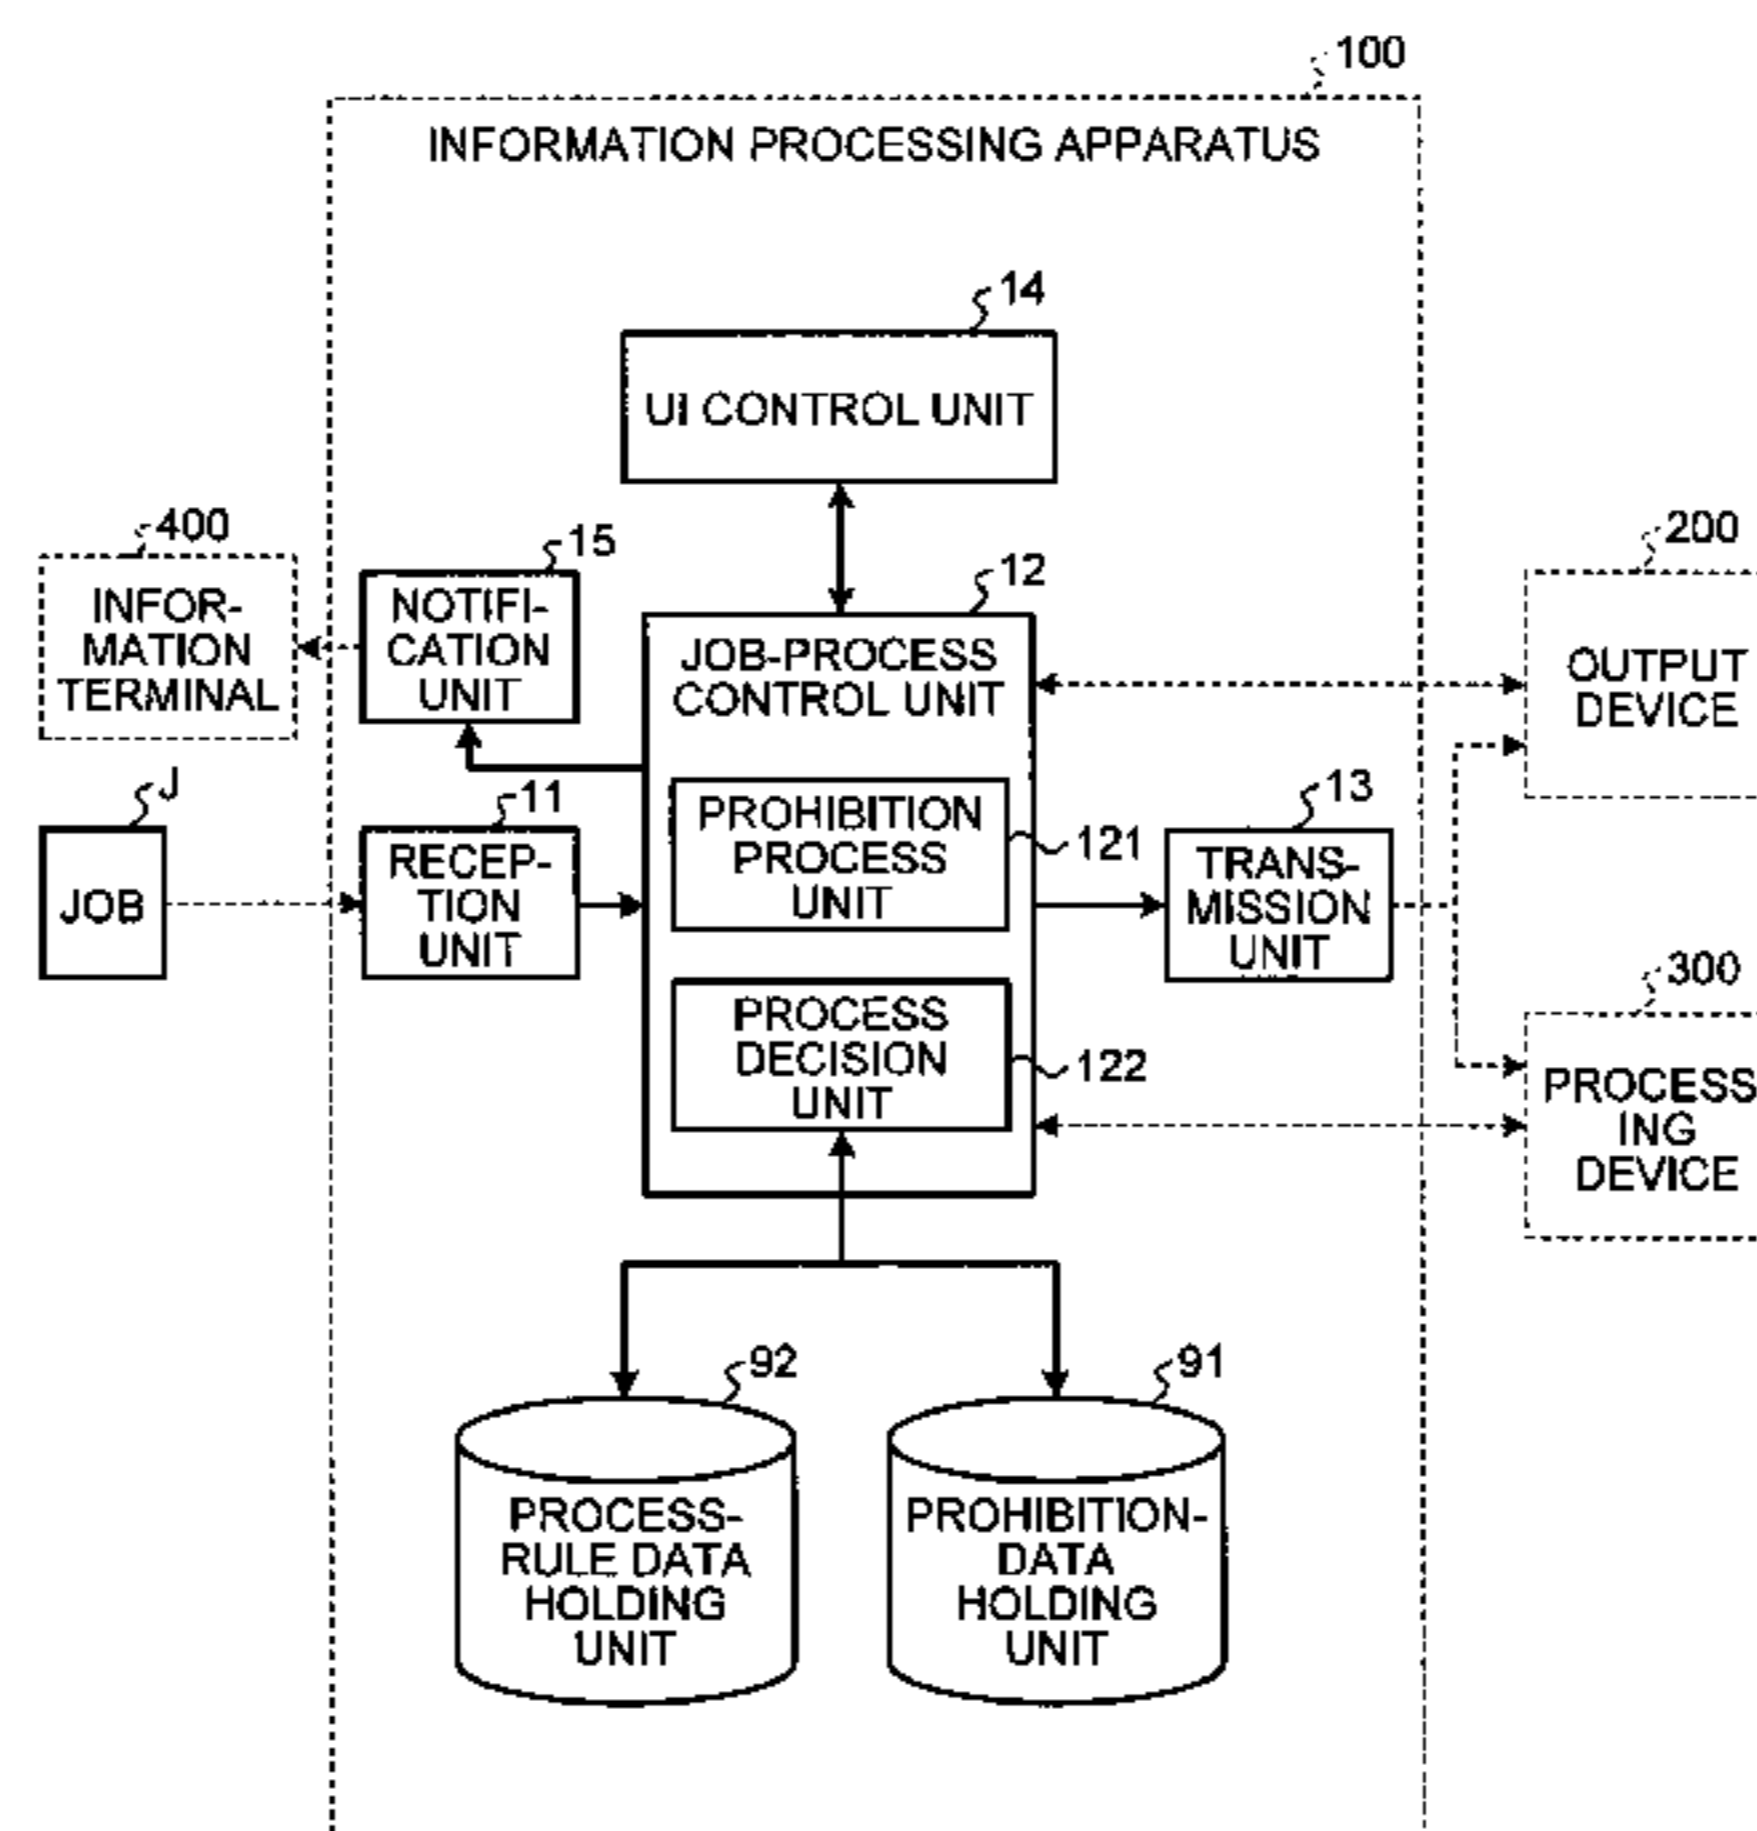 100
INFORMATION PROCESSING APPARATUS
14
UI CONTROL UNIT
400
INFOR-
MATION
TERMINAL
15
NOTIFI-
CATION
UNIT
12
JOB-PROCESS
CONTROL UNIT
200
OUTPUT
DEVICE
J
JOB
11
RECEP-
TION
UNIT
PROHIBITION
PROCESS
UNIT
121
13
TRANS-
MISSION
UNIT
PROCESS
DECISION
UNIT
122
300
PROCESS
ING
DEVICE
92
PROCESS-
RULE DATA
HOLDING
UNIT
91
PROHIBITION-
DATA
HOLDING
UNIT